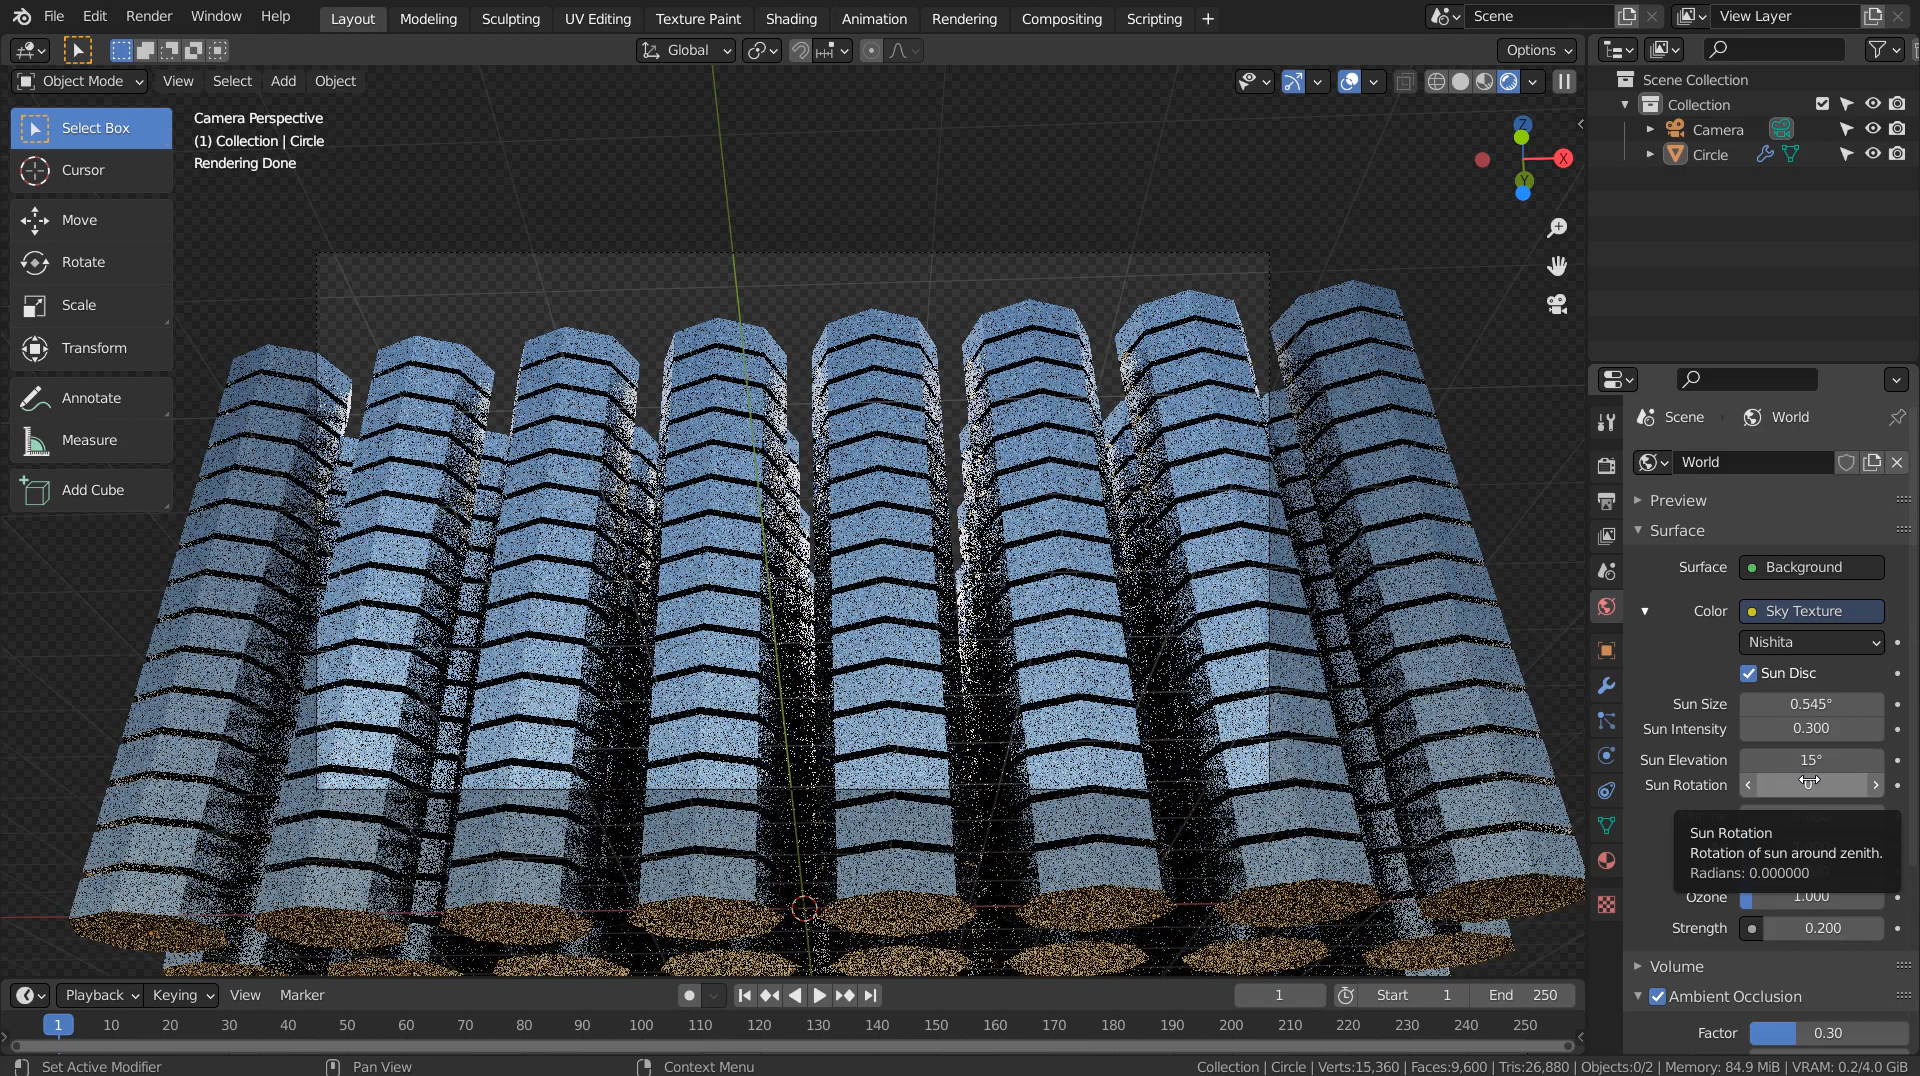 File Edit Render Window Help Layout Modeling Sculpting UV Editing Texture Paint Shading Animation Rendering Compositing Scripting + Scene View Layer
Global Options
Object Mode View Select Add Object
Select Box
Cursor
Move
Rotate
Scale
Transform
Annotate
Measure
Add Cube
Camera Perspective
(1) Collection | Circle
Rendering Done
Z
X
Y
Scene Collection
Collection
Camera
Circle
Scene World
World
Preview
Surface
Surface Background
Color Sky Texture
Nishita
Sun Disc
Sun Size 0.545°
Sun Intensity 0.300
Sun Elevation 15°
Sun Rotation 0°
Sun Rotation
Rotation of sun around zenith.
Radians: 0.000000
Ozone 1.000
Strength 0.200
Volume
Ambient Occlusion
Factor 0.30
Playback Keying View Marker 1 Start 1 End 250
1 10 20 30 40 50 60 70 80 90 100 110 120 130 140 150 160 170 180 190 200 210 220 230 240 250
Set Active Modifier Pan View Context Menu Collection | Circle | Verts:15,360 | Faces:9,600 | Tris:26,880 | Objects:0/2 | Memory: 84.9 MiB | VRAM: 0.2/4.0 GiB